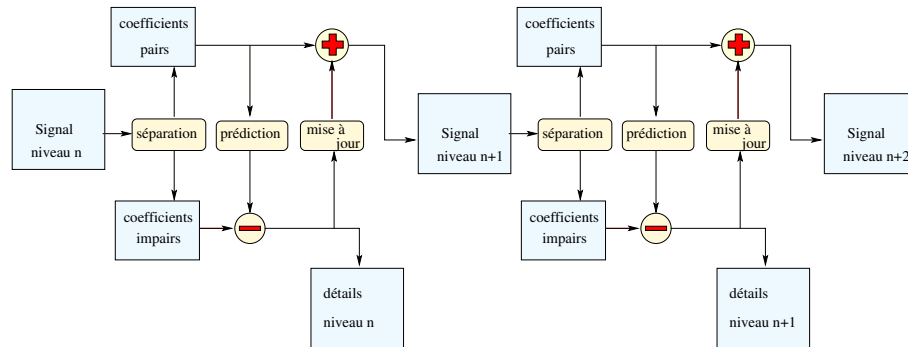 coefficients
pairs
Signal
niveau n
séparation
prédiction
mise à
jour
coefficients
impairs
détails
niveau n
coefficients
pairs
Signal
niveau n+1
séparation
prédiction
mise à
jour
coefficients
impairs
détails
niveau n+1
Signal
niveau n+2